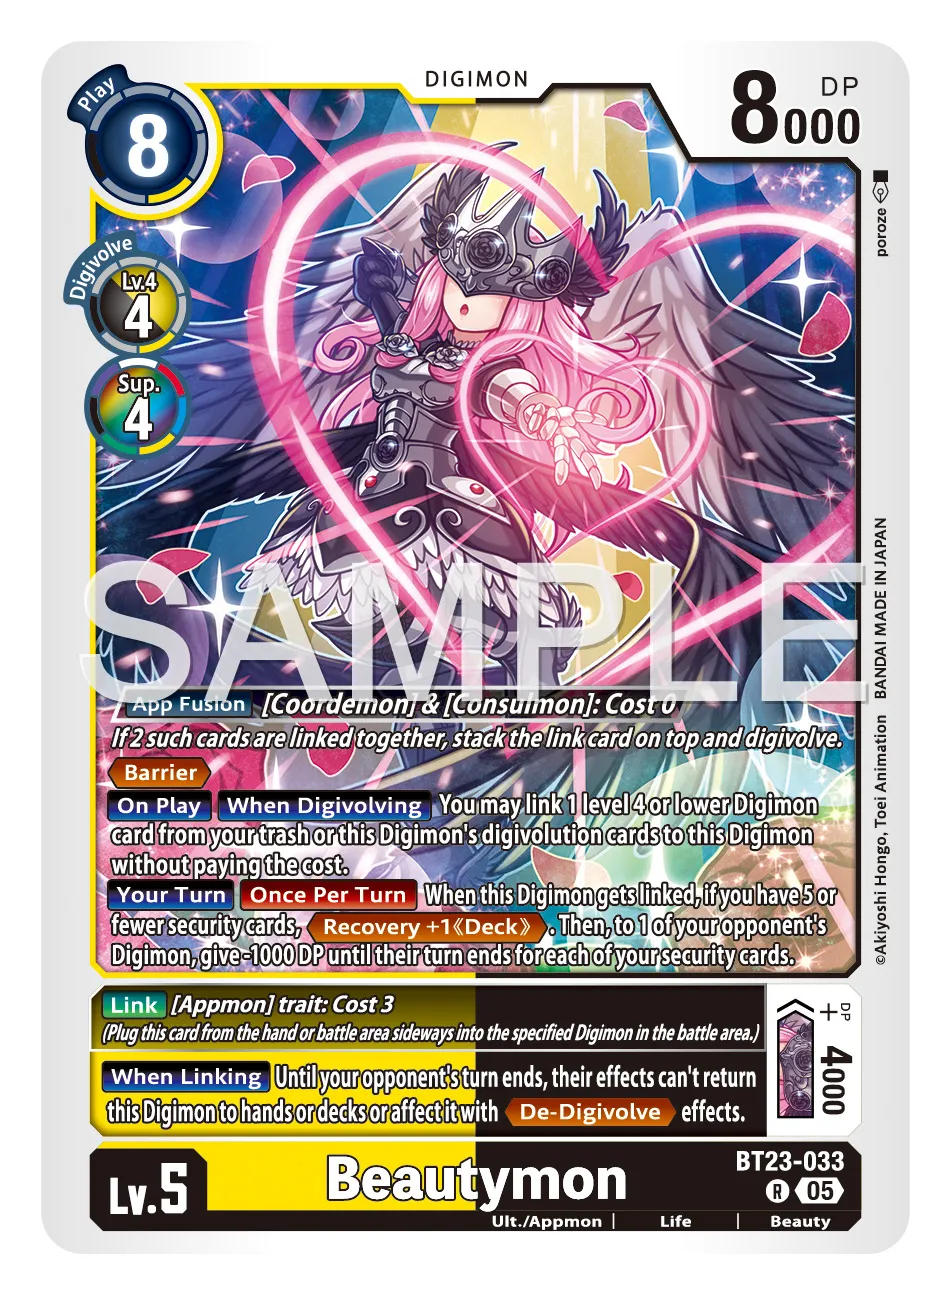 DIGIMON
Play
8
DP
8000
Digivolve
Lv.4
4
Sup.
4
poroze
SAMPLE
App Fusion [Coordemon] & [Consulmon]: Cost 0
If 2 such cards are linked together, stack the link card on top and digivolve.
Barrier
On Play When Digivolving You may link 1 level 4 or lower Digimon
card from your trash or this Digimon's digivolution cards to this Digimon
without paying the cost.
Your Turn Once Per Turn When this Digimon gets linked, if you have 5 or
fewer security cards, Recovery +1《Deck》. Then, to 1 of your opponent's
Digimon, give -1000 DP until their turn ends for each of your security cards.
©Akiyoshi Hongo, Toei Animation BANDAI MADE IN JAPAN
Link [Appmon] trait: Cost 3
(Plug this card from the hand or battle area sideways into the specified Digimon in the battle area.)
When Linking Until your opponent's turn ends, their effects can't return
this Digimon to hands or decks or affect it with De-Digivolve effects.
DP
+4000
Lv.5
Beautymon
BT23-033
R 05
Ult./Appmon | Life | Beauty